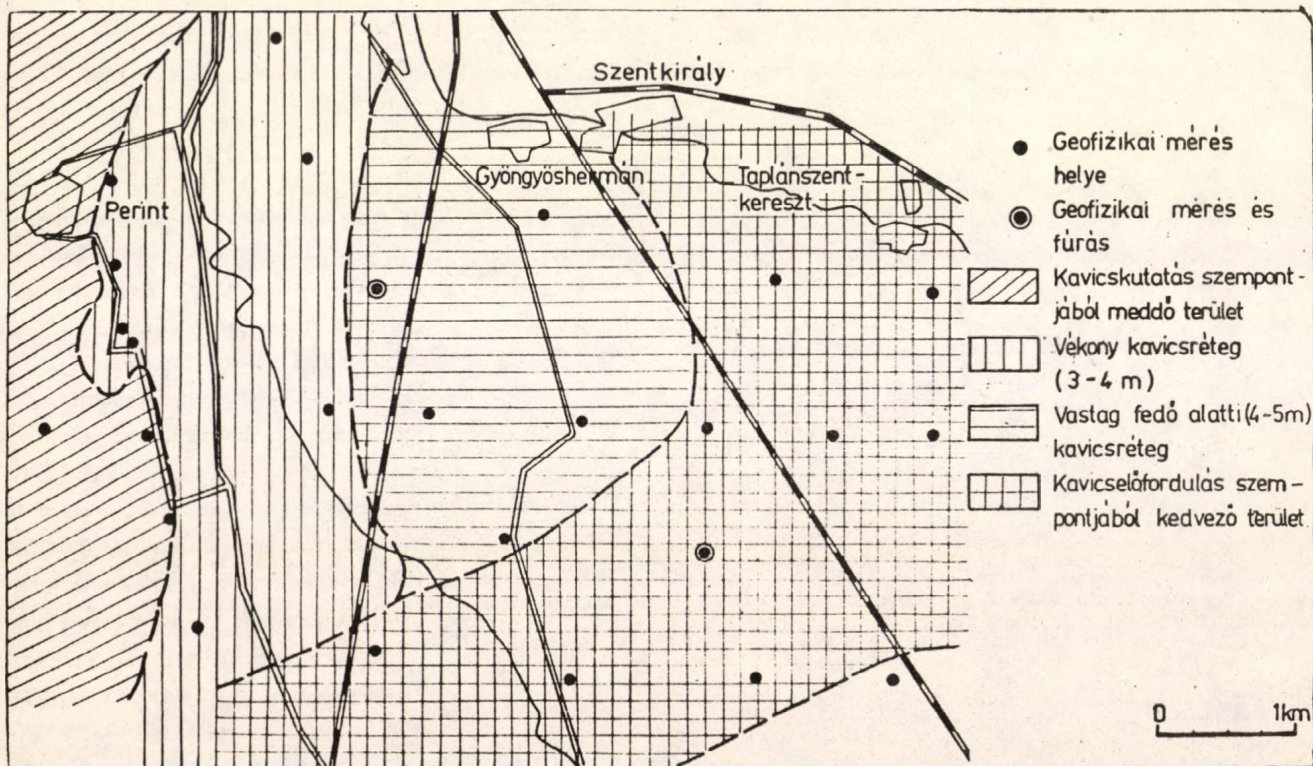 Szentkirály
Gyöngyöshermán
Taplánszent-
kereszt
Perint
Geofizikai mérés
helye
Geofizikai mérés és
fúrás
Kavicskutatás szempont-
jából meddő terület
Vékony kavicsréteg
(3-4 m)
Vastag fedő alatti (4-5m)
kavicsréteg
Kavicselőfordulás szem-
pontjából kedvező terület
0 1km